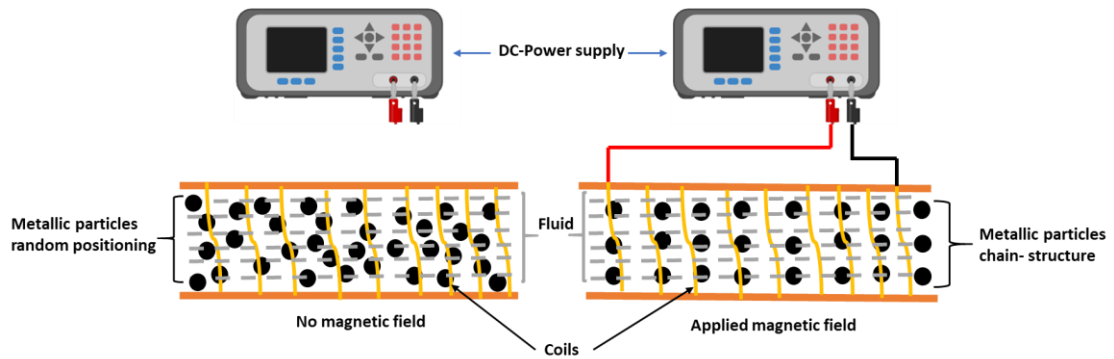 DC-Power supply
Metallic particles
random positioning
Fluid
Metallic particles
chain- structure
No magnetic field
Applied magnetic field
Coils